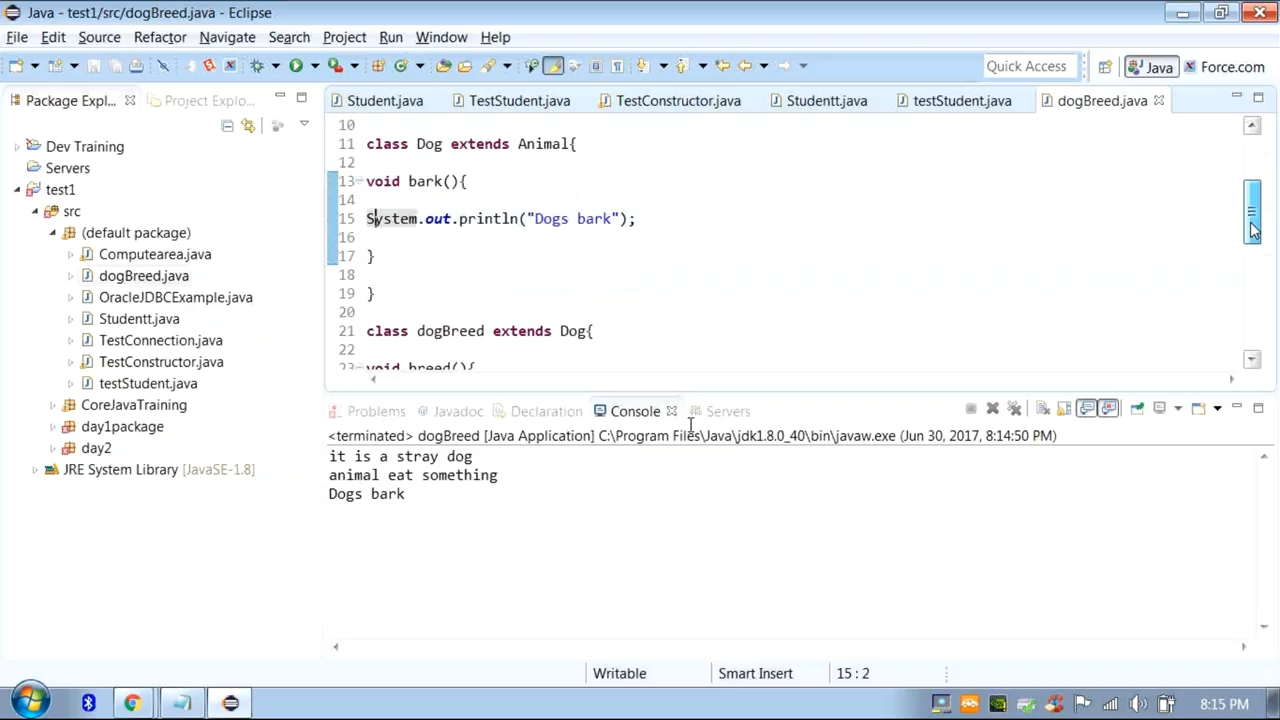 Java - test1/src/dogBreed.java - Eclipse
File Edit Source Refactor Navigate Search Project Run Window Help
Quick Access Java Force.com
Package Expl... Project Explo...
Student.java TestStudent.java TestConstructor.java Studentt.java testStudent.java dogBreed.java
Dev Training
Servers
test1
src
(default package)
Computearea.java
dogBreed.java
OracleJDBCExample.java
Studentt.java
TestConnection.java
TestConstructor.java
testStudent.java
CoreJavaTraining
day1package
day2
JRE System Library [JavaSE-1.8]
10
11 class Dog extends Animal{
12
13 void bark(){
14
15 System.out.println("Dogs bark");
16
17 }
18
19 }
20
21 class dogBreed extends Dog{
22
23 void breed(){
Problems Javadoc Declaration Console Servers
<terminated> dogBreed [Java Application] C:\Program Files\Java\jdk1.8.0_40\bin\javaw.exe (Jun 30, 2017, 8:14:50 PM)
it is a stray dog
animal eat something
Dogs bark
Writable Smart Insert 15 : 2
8:15 PM